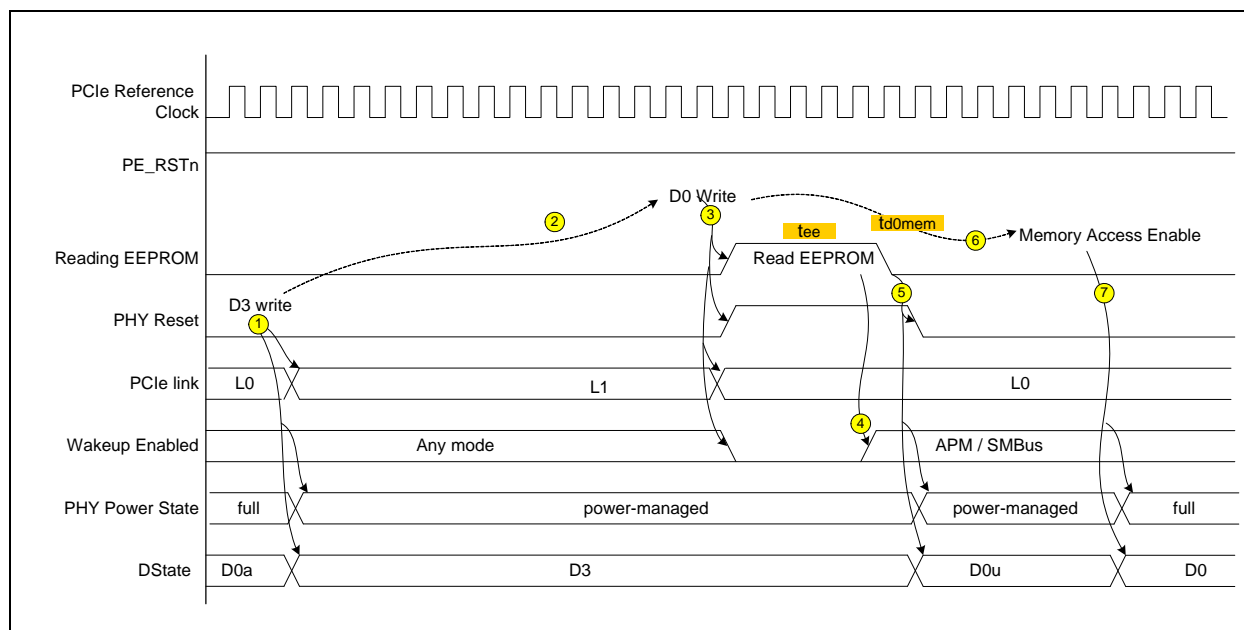 PCIe Reference
Clock
PE_RSTn
D0 Write
3
2
tee
td0mem
6
Memory Access Enable
Reading EEPROM
Read EEPROM
5
7
D3 write
1
PHY Reset
PCIe link
L0
L1
L0
4
Wakeup Enabled
Any mode
APM / SMBus
PHY Power State
full
power-managed
power-managed
full
DState
D0a
D3
D0u
D0